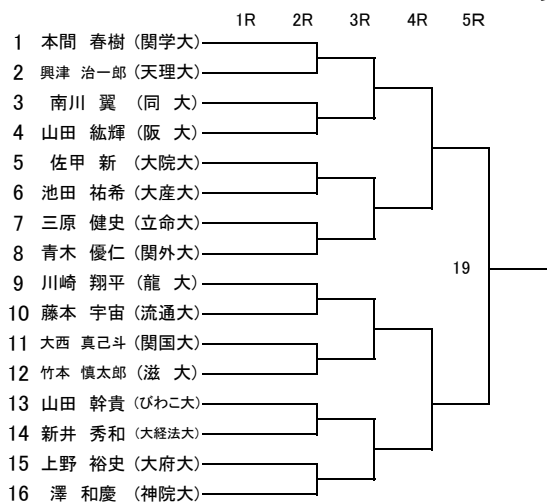 1R 2R 3R 4R 5R
1 本間 春樹 (関学大)
2 興津 治一郎 (天理大)
3 南川 翼 (同 大)
4 山田 紘輝 (阪 大)
5 佐甲 新 (大院大)
6 池田 祐希 (大産大)
7 三原 健史 (立命大)
8 青木 優仁 (関外大)
9 川崎 翔平 (龍 大)
19
10 藤本 宇宙 (流通大)
11 大西 真己斗 (関国大)
12 竹本 慎太郎 (滋 大)
13 山田 幹貴 (びわこ大)
14 新井 秀和 (大経法大)
15 上野 裕史 (大府大)
16 澤 和慶 (神院大)